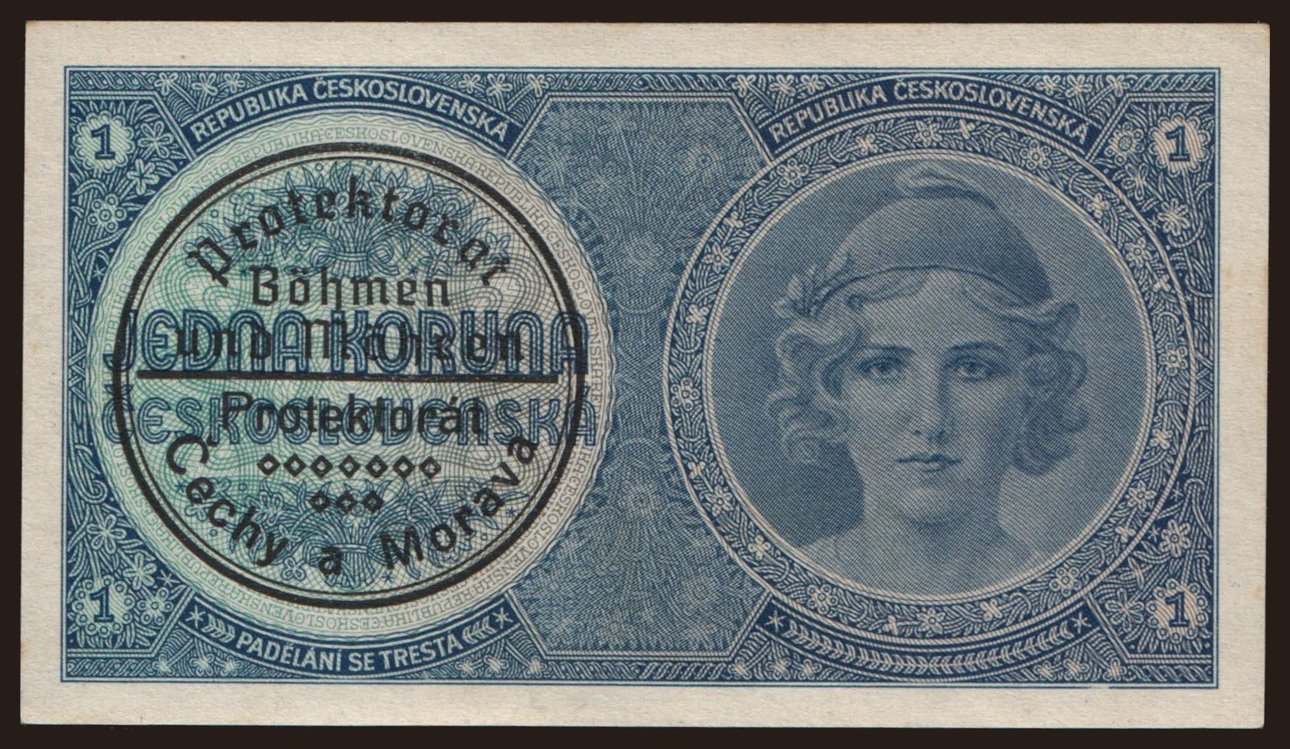 REPUBLIKA ČESKOSLOVENSKÁ
REPUBLIKA ČESKOSLOVENSKÁ
1
1
Protektorat
Böhmen
und Mähren
JEDNA KORUNA
ČESKOSLOVENSKÁ
Protektorát
Čechy a Morava
1
1
PADĚLÁNÍ SE TRESTÁ